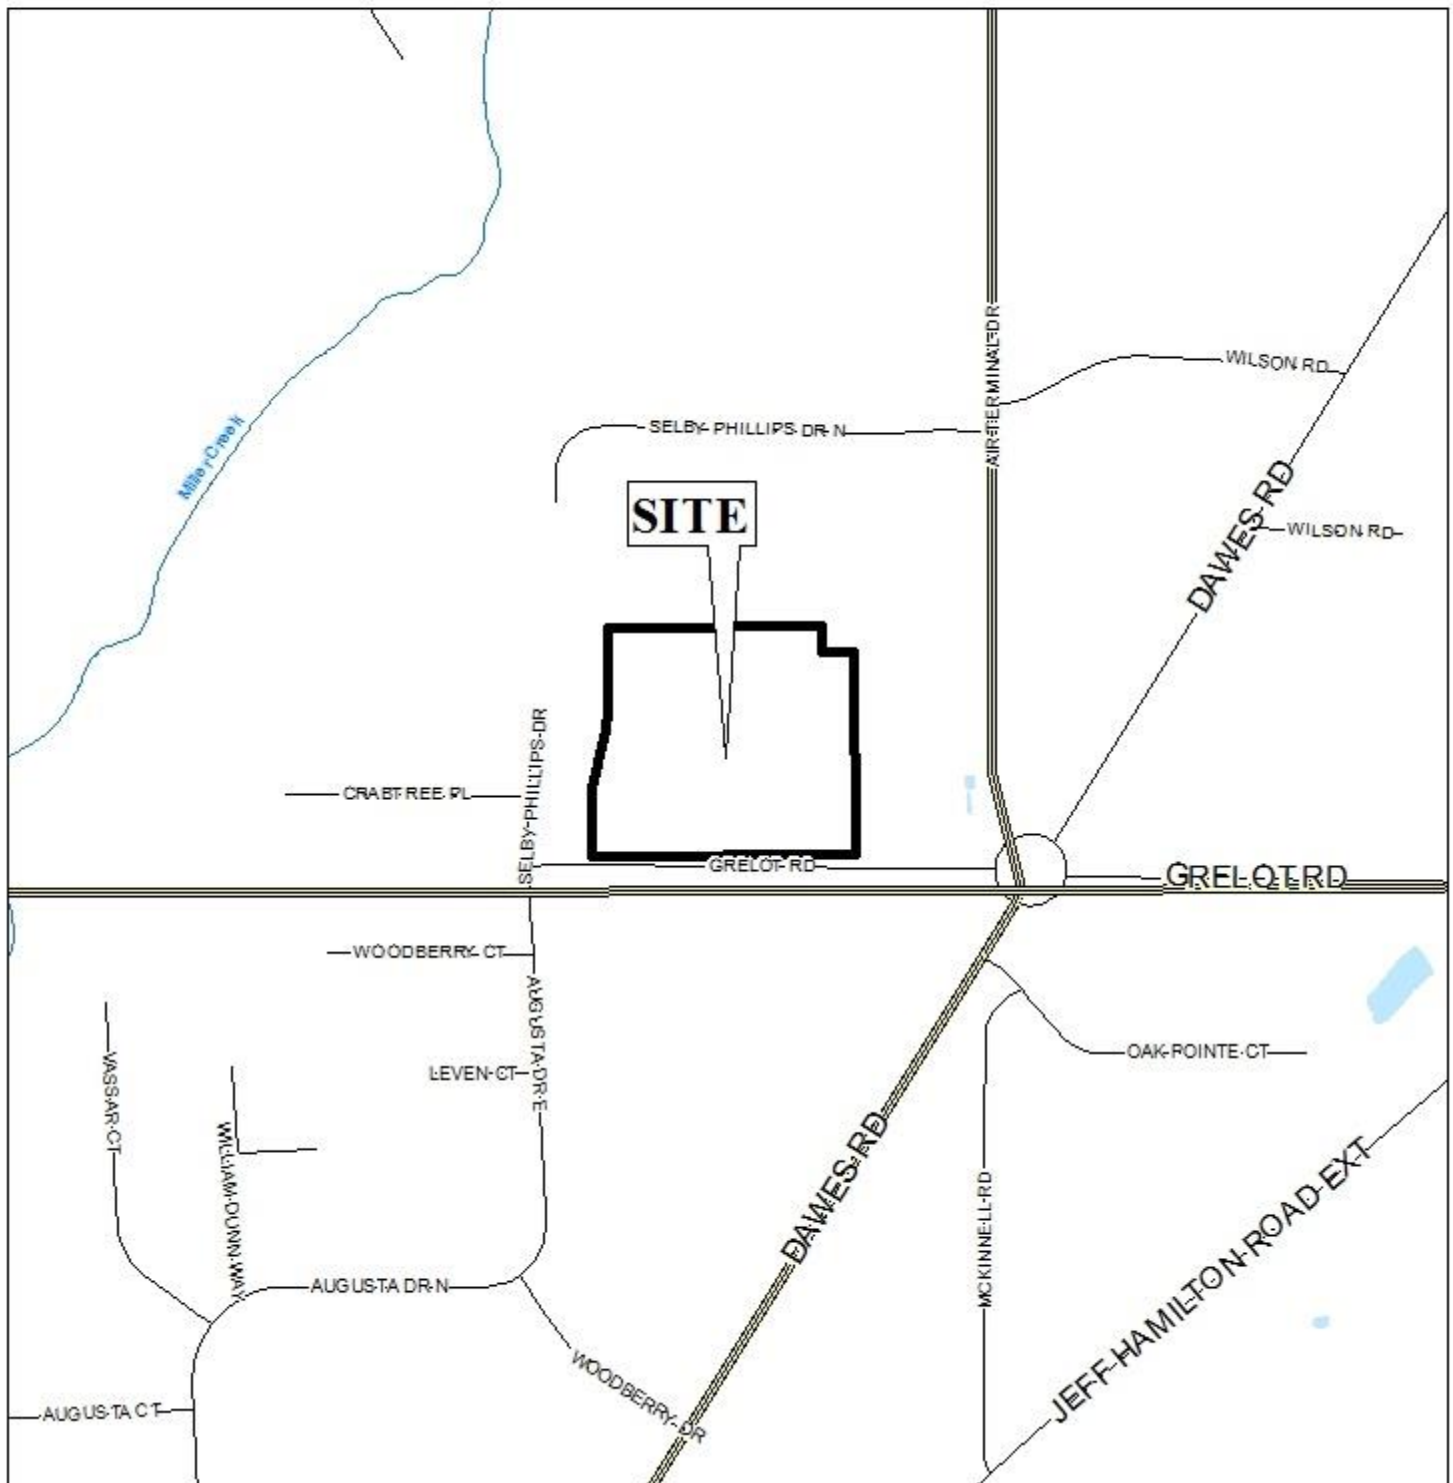 AIR TERMINAL DR
WILSON RD
SELBY PHILLIPS DR N
Miller Creek
DAWES RD
SITE
WILSON RD
SELBY PHILLIPS DR
CRABTREE PL
GRELOT RD
GRELOT RD
WOODBERRY CT
AUGUSTA DR E
VASSAR CT
LEVEN CT
OAK POINTE CT
WILLIAM DUNN WAY
DAWES RD
MCKINNELL RD
JEFF HAMILTON ROAD EXT
AUGUSTA DR N
WOODBERRY DR
AUGUSTA CT